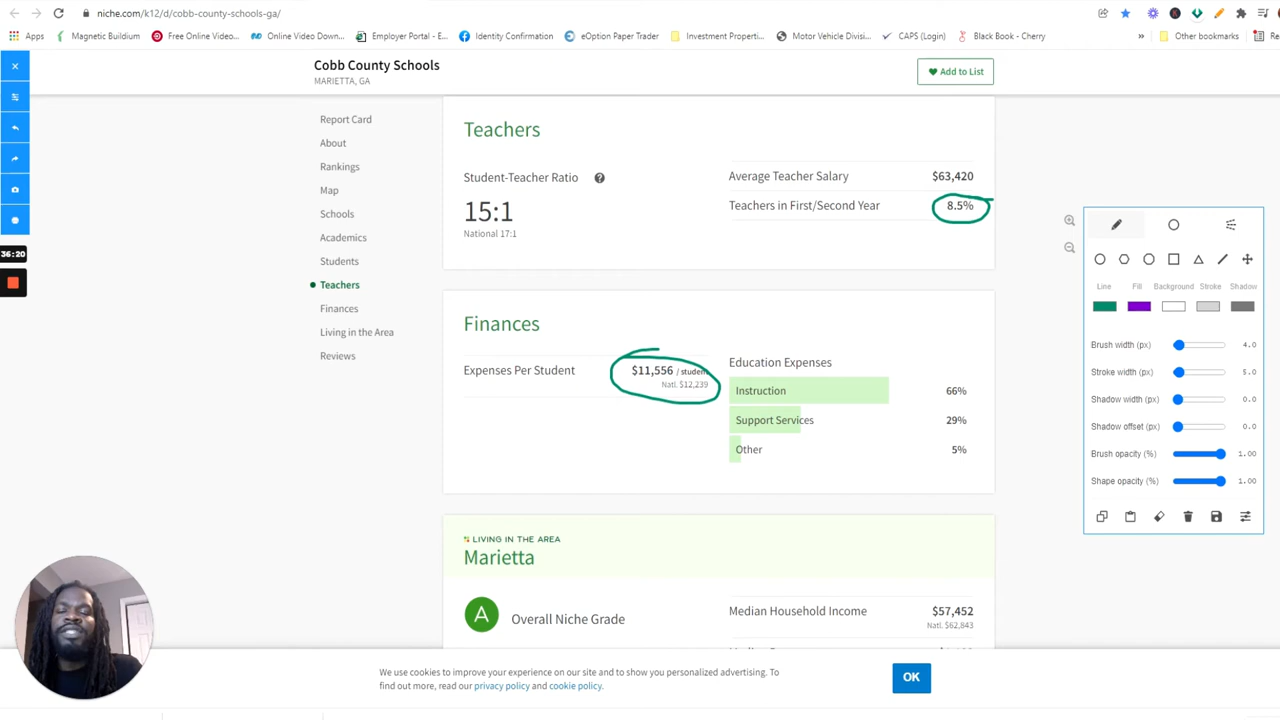 niche.com/k12/d/cobb-county-schools-ga/
Apps
Magnetic Buildium
Free Online Video...
Online Video Down...
Employer Portal - E...
Identity Confirmation
eOption Paper Trader
Investment Properti...
Motor Vehicle Divisi...
CAPS (Login)
Black Book - Cherry
»
Other bookmarks
Cobb County Schools
MARIETTA, GA
Add to List
36:20
Report Card
About
Rankings
Map
Schools
Academics
Students
Teachers
Finances
Living in the Area
Reviews
Teachers
Student-Teacher Ratio
15:1
National 17:1
Average Teacher Salary $63,420
Teachers in First/Second Year 8.5%
Finances
Expenses Per Student $11,556 / student
Natl. $12,239
Education Expenses
Instruction 66%
Support Services 29%
Other 5%
LIVING IN THE AREA
Marietta
A Overall Niche Grade
Median Household Income $57,452
Natl. $62,843
We use cookies to improve your experience on our site and to show you personalized advertising. To
find out more, read our privacy policy and cookie policy.
OK
Line Fill Background Stroke Shadow
Brush width (px) 4.0
Stroke width (px) 5.0
Shadow width (px) 0.0
Shadow offset (px) 0.0
Brush opacity (%) 1.00
Shape opacity (%) 1.00